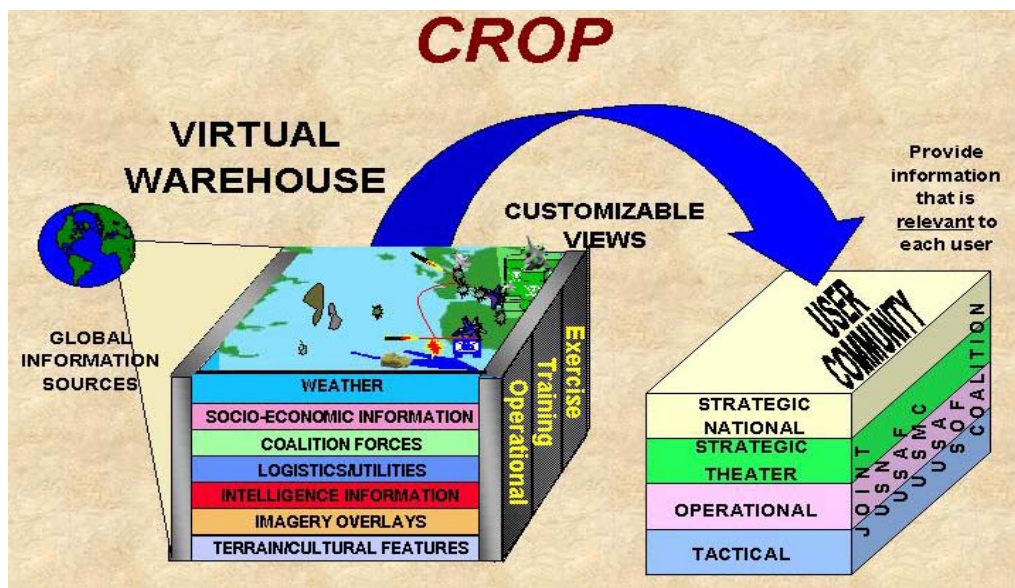 CROP
VIRTUAL
WAREHOUSE
CUSTOMIZABLE
VIEWS
Provide
information
that is
relevant to
each user
GLOBAL
INFORMATION
SOURCES
WEATHER
SOCIO-ECONOMIC INFORMATION
COALITION FORCES
LOGISTICS/UTILITIES
INTELLIGENCE INFORMATION
IMAGERY OVERLAYS
TERRAIN/CULTURAL FEATURES
Operational
Training
Exercise
USER
COMMUNITY
STRATEGIC
NATIONAL
STRATEGIC
THEATER
OPERATIONAL
TACTICAL
JOINT
USN
USAF
USMC
USA
SOF
COALITION